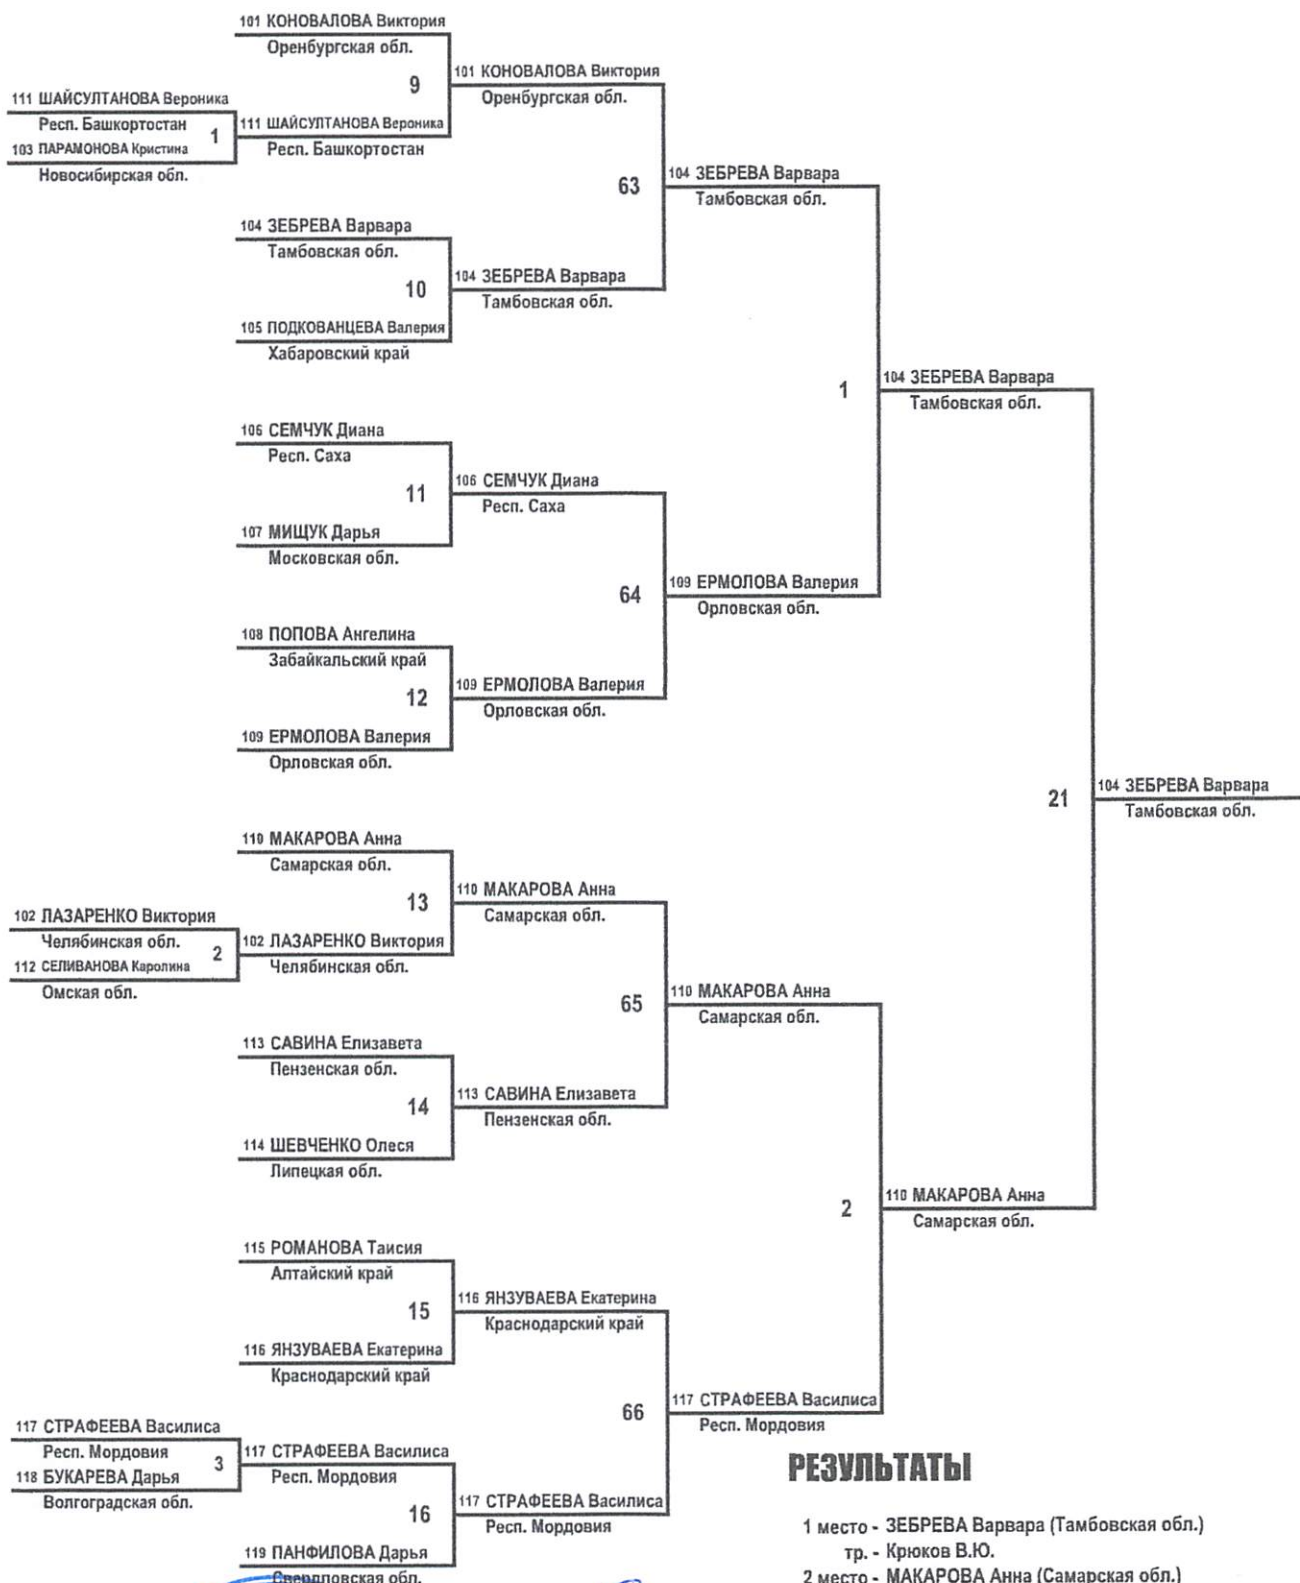 101 КОНОВАЛОВА Виктория
Оренбургская обл.
9
101 КОНОВАЛОВА Виктория
Оренбургская обл.
111 ШАЙСУЛТАНОВА Вероника
Респ. Башкортостан
1
103 ПАРАМОНОВА Кристина
Новосибирская обл.
111 ШАЙСУЛТАНОВА Вероника
Респ. Башкортостан
63
104 ЗЕБРЕВА Варвара
Тамбовская обл.
104 ЗЕБРЕВА Варвара
Тамбовская обл.
10
104 ЗЕБРЕВА Варвара
Тамбовская обл.
105 ПОДКОВАНЦЕВА Валерия
Хабаровский край
1
104 ЗЕБРЕВА Варвара
Тамбовская обл.
106 СЕМЧУК Диана
Респ. Саха
11
106 СЕМЧУК Диана
Респ. Саха
107 МИЩУК Дарья
Московская обл.
64
109 ЕРМОЛОВА Валерия
Орловская обл.
108 ПОПОВА Ангелина
Забайкальский край
12
109 ЕРМОЛОВА Валерия
Орловская обл.
109 ЕРМОЛОВА Валерия
Орловская обл.
21
104 ЗЕБРЕВА Варвара
Тамбовская обл.
110 МАКАРОВА Анна
Самарская обл.
13
110 МАКАРОВА Анна
Самарская обл.
102 ЛАЗАРЕНКО Виктория
Челябинская обл.
2
112 СЕЛИВАНОВА Каролина
Омская обл.
102 ЛАЗАРЕНКО Виктория
Челябинская обл.
65
110 МАКАРОВА Анна
Самарская обл.
113 САВИНА Елизавета
Пензенская обл.
14
113 САВИНА Елизавета
Пензенская обл.
114 ШЕВЧЕНКО Олеся
Липецкая обл.
2
110 МАКАРОВА Анна
Самарская обл.
115 РОМАНОВА Таисия
Алтайский край
15
116 ЯНЗУВАЕВА Екатерина
Краснодарский край
116 ЯНЗУВАЕВА Екатерина
Краснодарский край
66
117 СТРАФЕЕВА Василиса
Респ. Мордовия
117 СТРАФЕЕВА Василиса
Респ. Мордовия
3
118 БУКАРЕВА Дарья
Волгоградская обл.
117 СТРАФЕЕВА Василиса
Респ. Мордовия
16
117 СТРАФЕЕВА Василиса
Респ. Мордовия
119 ПАНФИЛОВА Дарья
Свердловская обл.
РЕЗУЛЬТАТЫ
1 место - ЗЕБРЕВА Варвара (Тамбовская обл.)
тр. - Крюков В.Ю.
2 место - МАКАРОВА Анна (Самарская обл.)